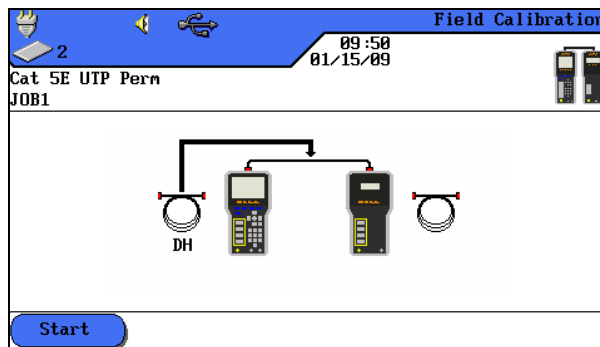 Field Calibration
2
09:50
01/15/09
Cat 5E UTP Perm
JOB1
DH
Start